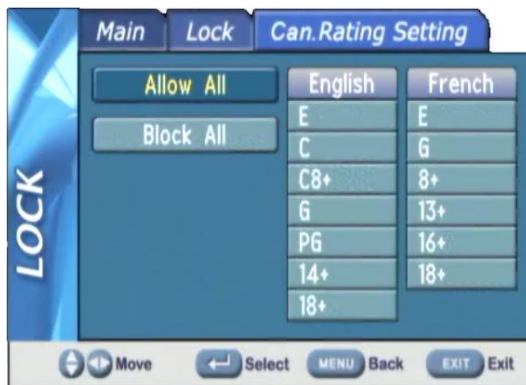 Main Lock Can.Rating Setting
LOCK
Allow All
Block All
English
E
C
C8+
G
PG
14+
18+
French
E
G
8+
13+
16+
18+
Move Select MENU Back EXIT Exit